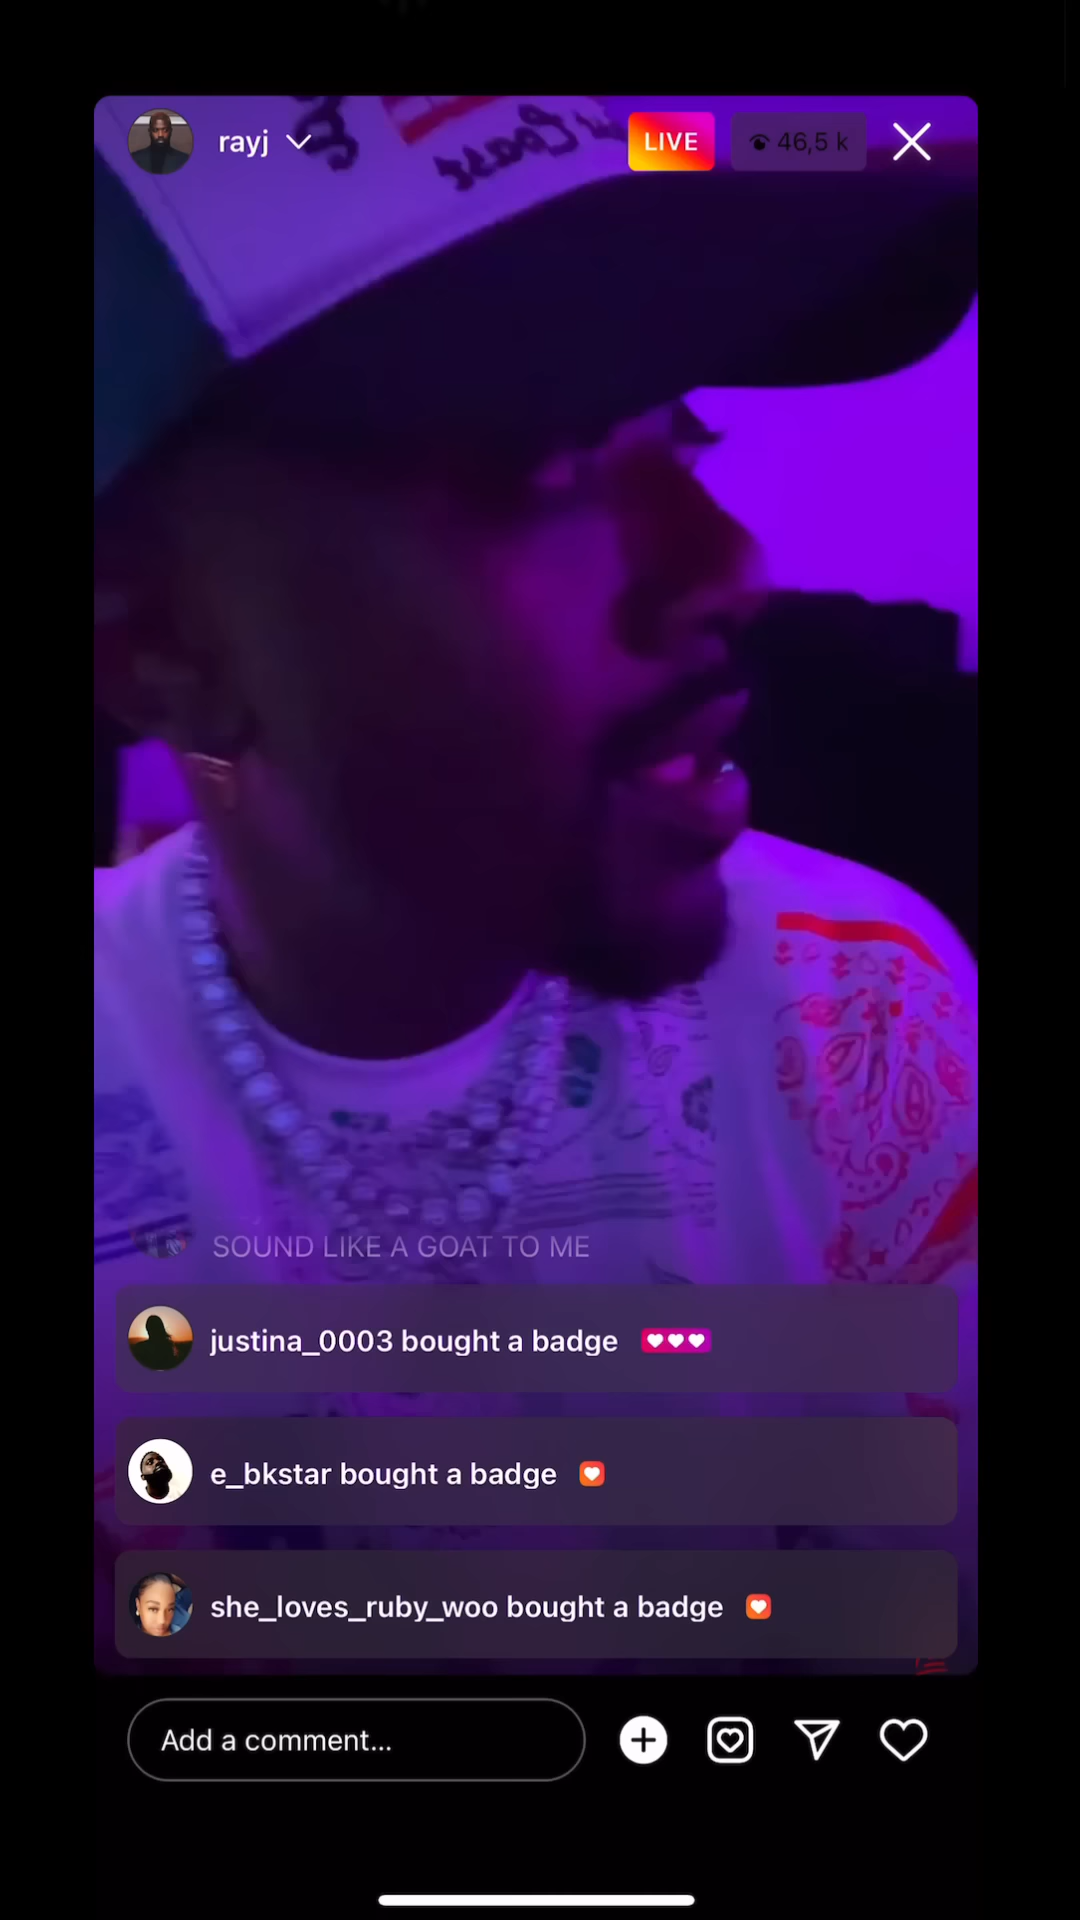 rayj
LIVE
46,5 k
SOUND LIKE A GOAT TO ME
justina_0003 bought a badge
e_bkstar bought a badge
she_loves_ruby_woo bought a badge
Add a comment...